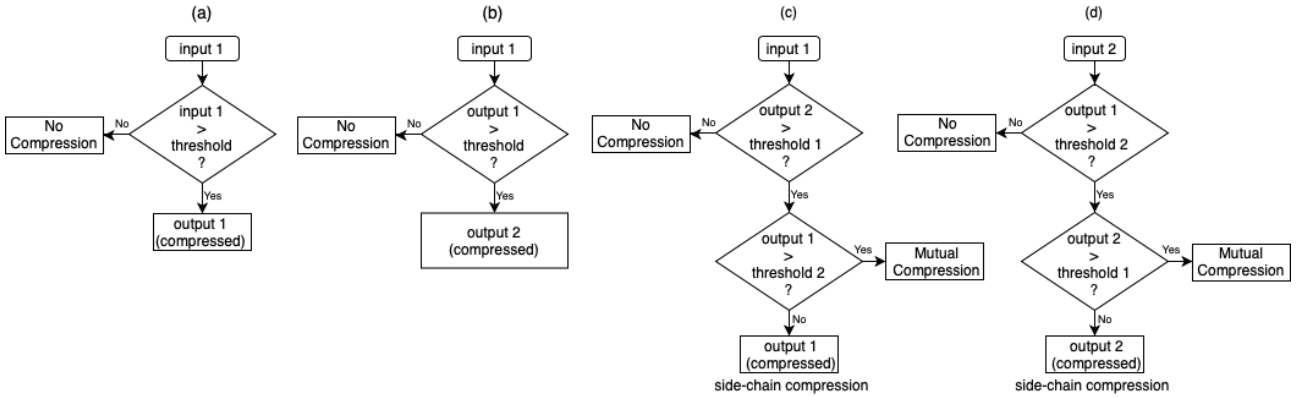 (a)
input 1
input 1
>
threshold
?
No
No
Compression
Yes
output 1
(compressed)
(b)
input 1
output 1
>
threshold
?
No
No
Compression
Yes
output 2
(compressed)
(c)
input 1
output 2
>
threshold 1
?
No
No
Compression
Yes
output 1
>
threshold 2
?
Yes
Mutual
Compression
No
output 1
(compressed)
side-chain compression
(d)
input 2
output 1
>
threshold 2
?
No
No
Compression
Yes
output 2
>
threshold 1
?
Yes
Mutual
Compression
No
output 2
(compressed)
side-chain compression